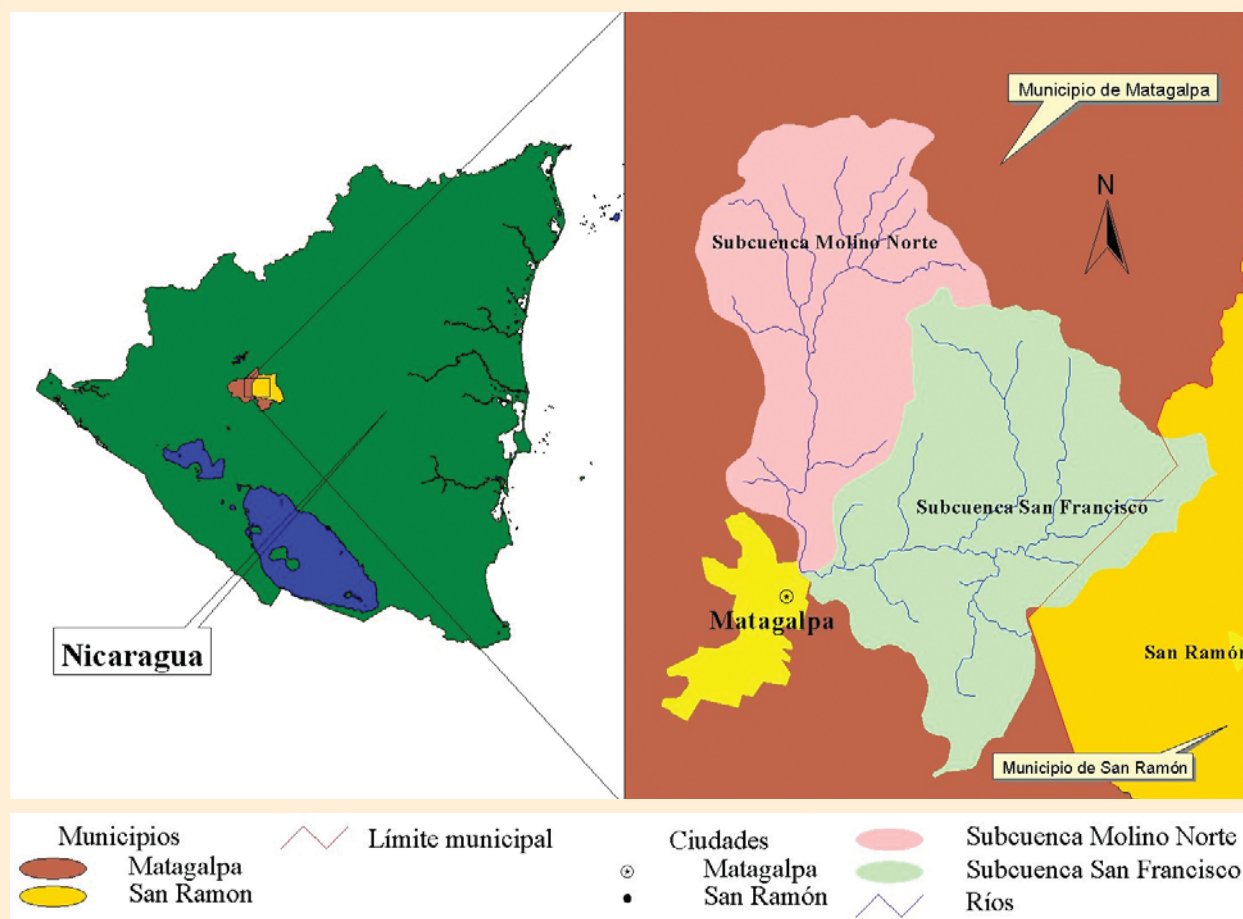 Municipio de Matagalpa
N
Subcuenca Molino Norte
Subcuenca San Francisco
Matagalpa
Nicaragua
San Ramón
Municipio de San Ramón
Municipios
Matagalpa
San Ramon
Límite municipal
Ciudades
Matagalpa
San Ramón
Subcuenca Molino Norte
Subcuenca San Francisco
Ríos